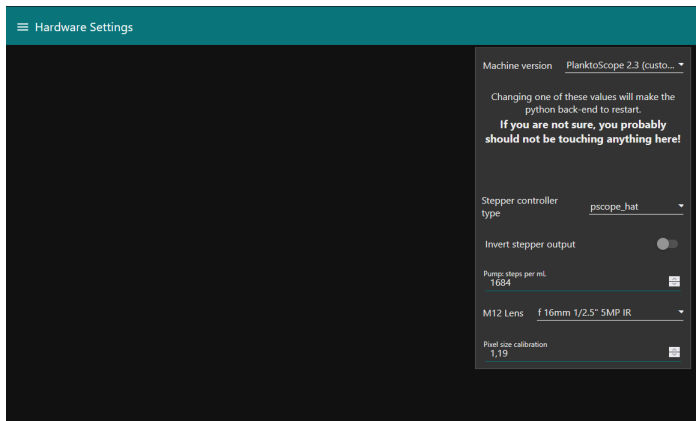 Hardware Settings
Machine version PlanktoScope 2.3 (custo...
Changing one of these values will make the
python back-end to restart.
If you are not sure, you probably
should not be touching anything here!
Stepper controller
type pscope_hat
Invert stepper output
Pump: steps per mL
1684
M12 Lens f 16mm 1/2.5" 5MP IR
Pixel size calibration
1,19